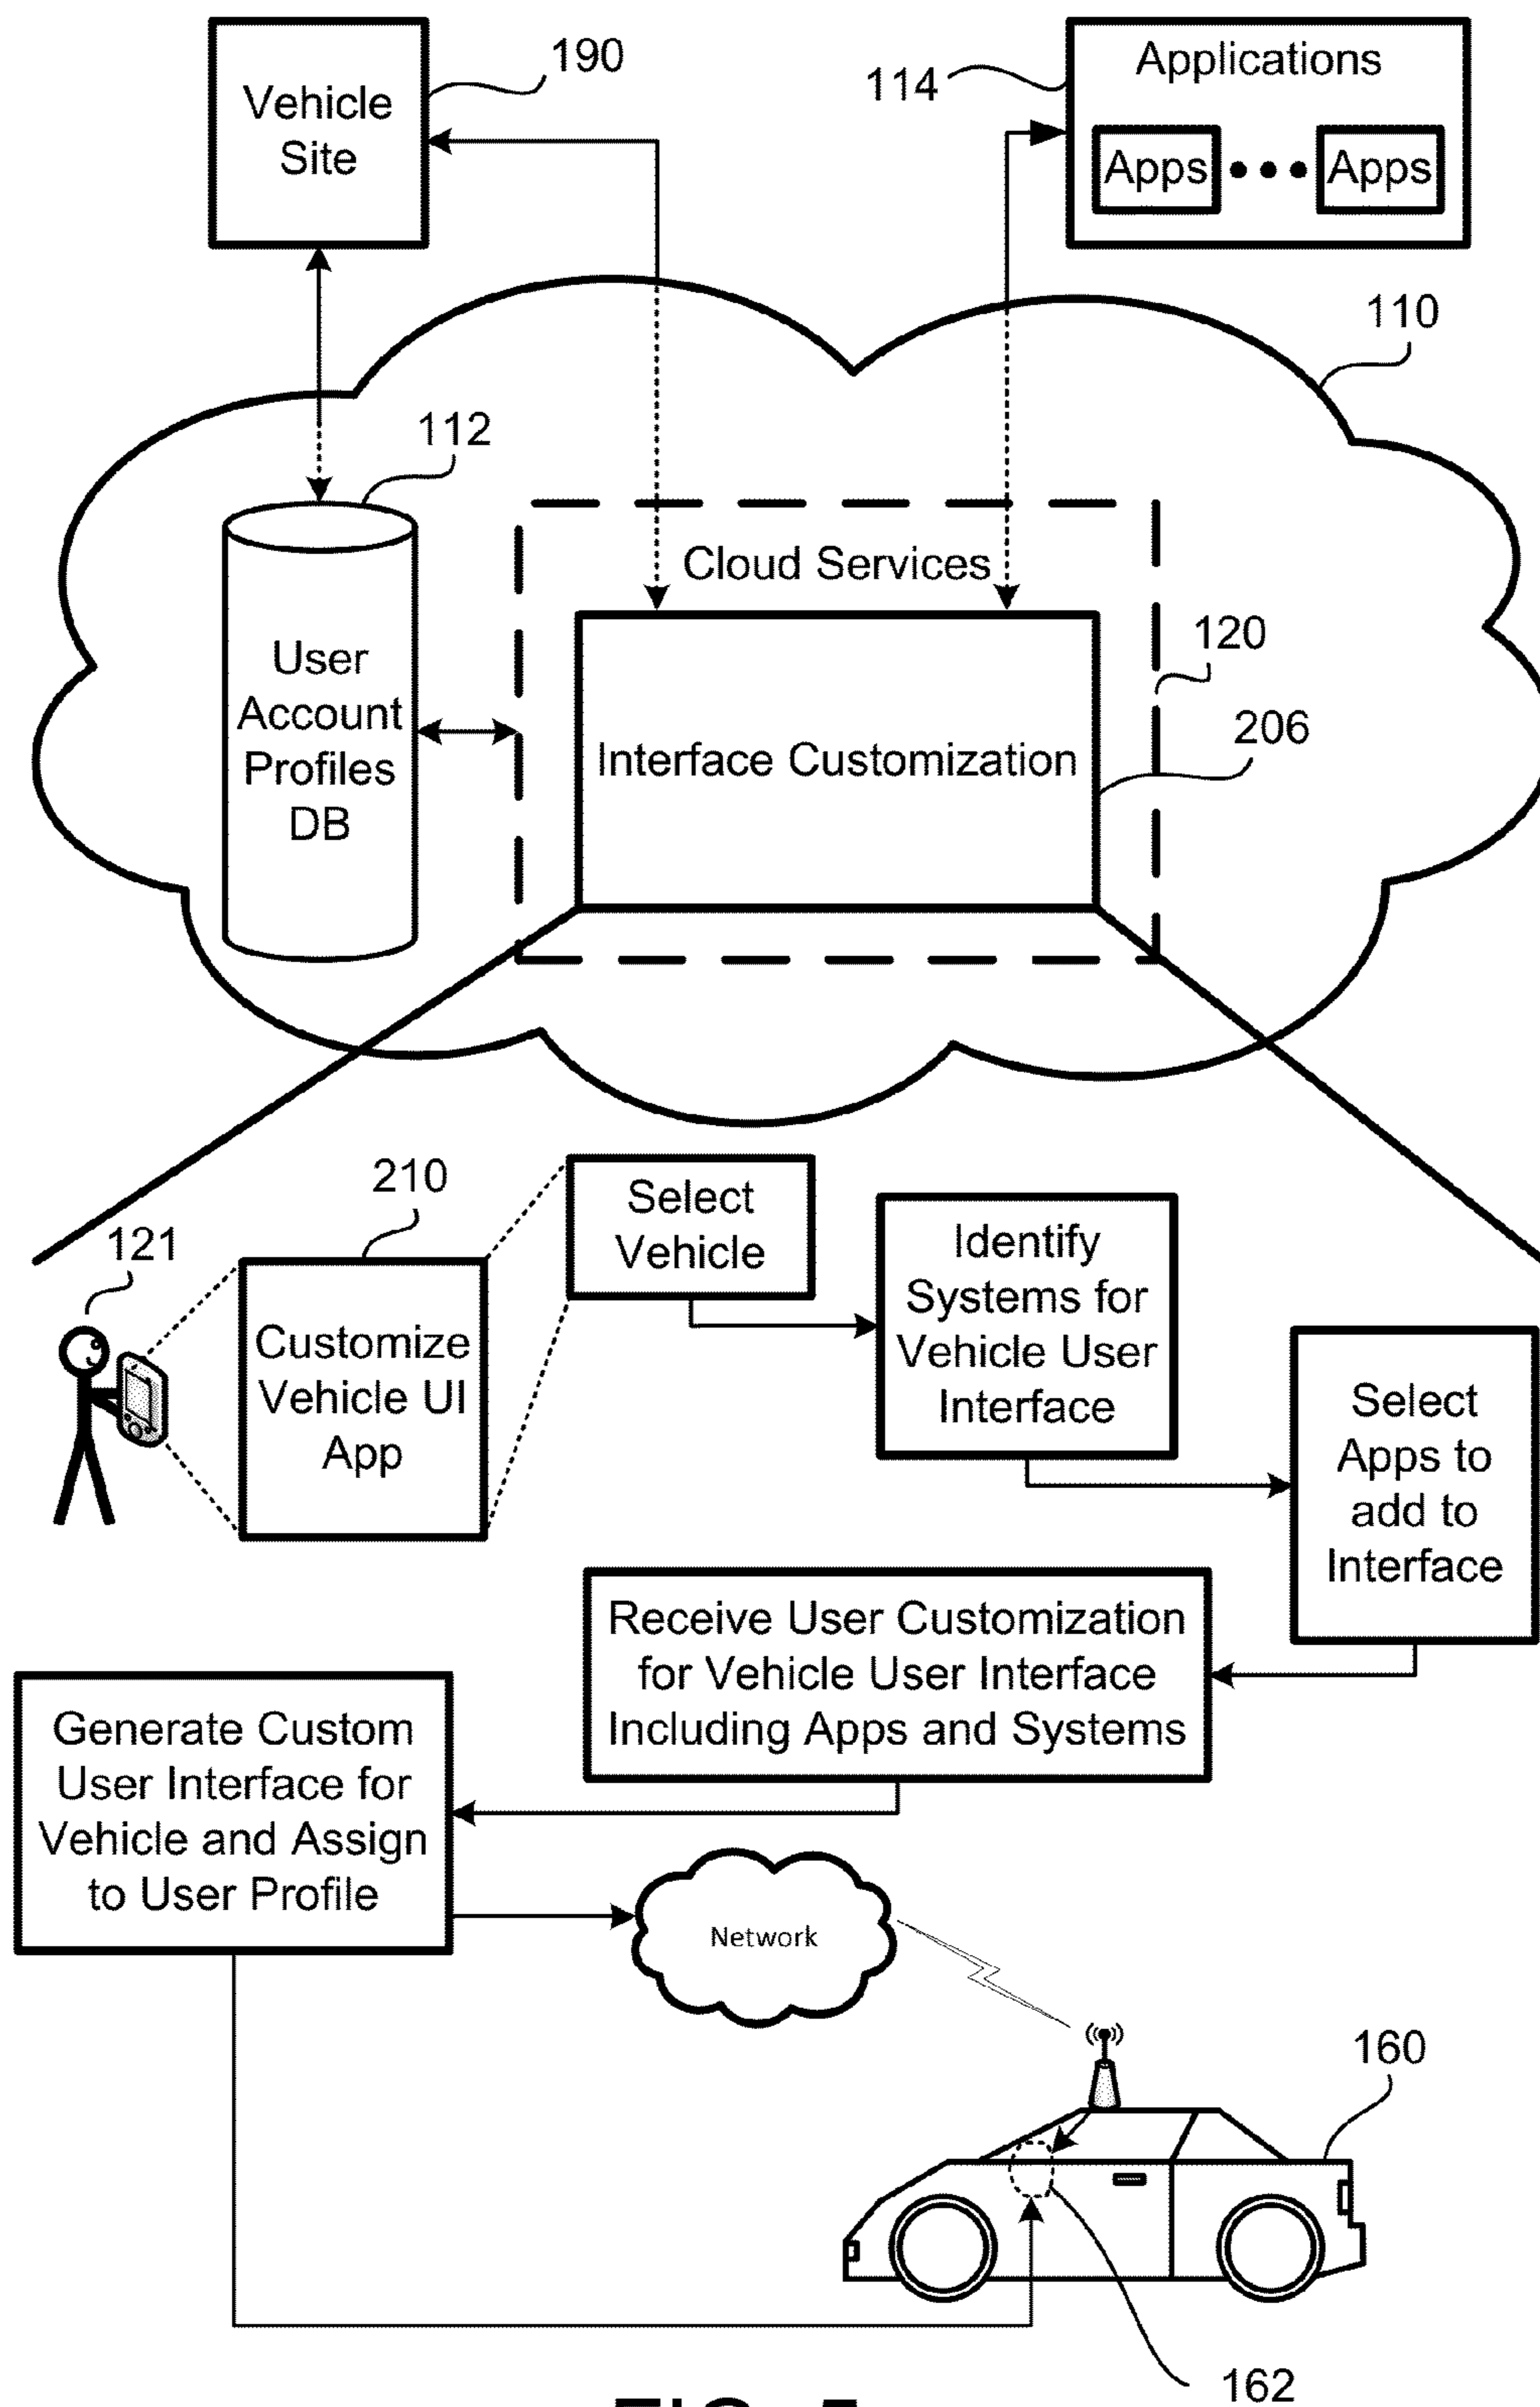 190
Vehicle
Site
114
Applications
Apps
Apps
110
112
Cloud Services
120
User
Account
Profiles
DB
206
Interface Customization
210
121
Select
Vehicle
Customize
Vehicle UI
App
Identify
Systems for
Vehicle User
Interface
Select
Apps to
add to
Interface
Receive User Customization
for Vehicle User Interface
Including Apps and Systems
Generate Custom
User Interface for
Vehicle and Assign
to User Profile
Network
160
162